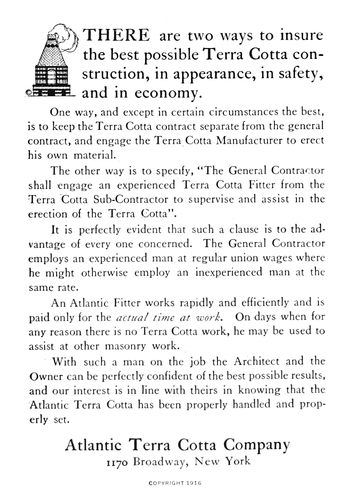 THERE are two ways to insure
the best possible Terra Cotta con-
struction, in appearance, in safety,
and in economy.
One way, and except in certain circumstances the best,
is to keep the Terra Cotta contract separate from the general
contract, and engage the Terra Cotta Manufacturer to erect
his own material.
The other way is to specify, "The General Contractor
shall engage an experienced Terra Cotta Fitter from the
Terra Cotta Sub-Contractor to supervise and assist in the
erection of the Terra Cotta".
It is perfectly evident that such a clause is to the ad-
vantage of every one concerned. The General Contractor
employs an experienced man at regular union wages where
he might otherwise employ an inexperienced man at the
same rate.
An Atlantic Fitter works rapidly and efficiently and is
paid only for the actual time at work. On days when for
any reason there is no Terra Cotta work, he may be used to
assist at other masonry work.
With such a man on the job the Architect and the
Owner can be perfectly confident of the best possible results,
and our interest is in line with theirs in knowing that the
Atlantic Terra Cotta has been properly handled and prop-
erly set.
Atlantic Terra Cotta Company
1170 Broadway, New York
COPYRIGHT 1916